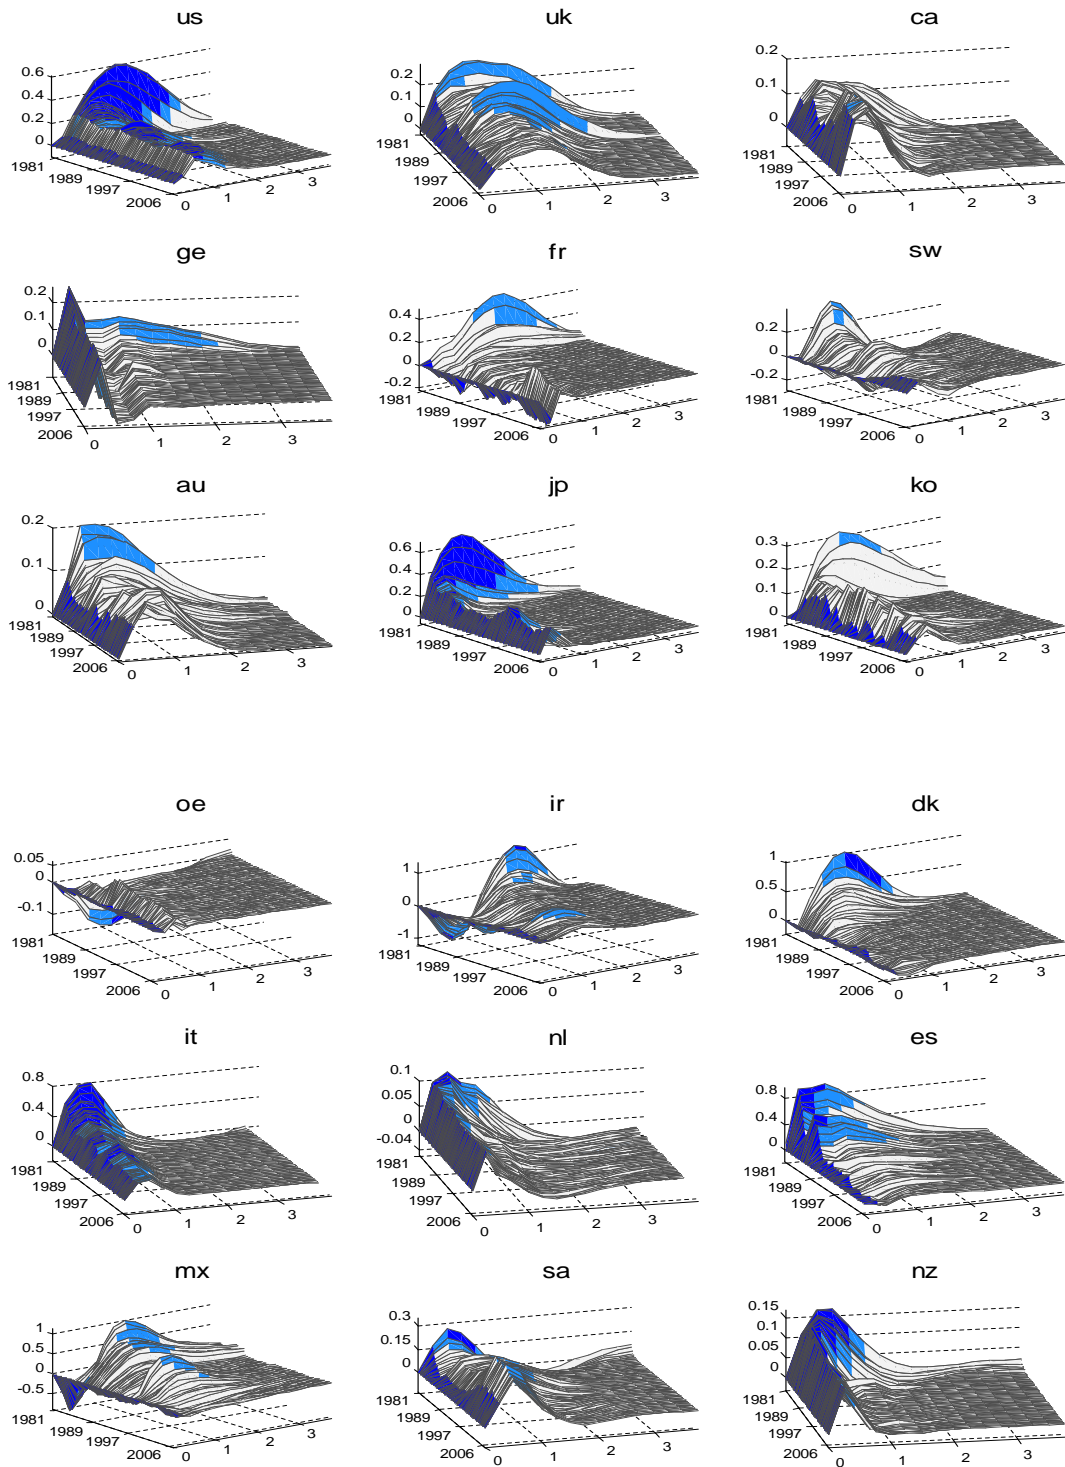 us uk ca
0.6 0.4 0.2 0 1981 1989 1997 2006 0 1 2 3
0.2 0.1 0 1981 1989 1997 2006 0 1 2 3
0.2 0.1 0 1981 1989 1997 2006 0 1 2 3
ge fr sw
0.2 0.1 0 1981 1989 1997 2006 0 1 2 3
0.4 0.2 0 -0.2 1981 1989 2006 0 1 2 3
0.2 0 -0.2 1981 1989 2006 0 1 2 3
au jp ko
0.2 0.1 0 1981 1989 1997 2006 0 1 2 3
0.6 0.4 0.2 0 1981 1989 1997 2006 0 1 2 3
0.3 0.2 0.1 0 1981 1989 1997 2006 0 1 2 3
oe ir dk
0.05 0 -0.1 1981 1989 1997 2006 0 1 2 3
1 0 -1 1989 1997 2006 0 1 2 3
1 0.5 0 1981 1989 1997 2006 0 1 2 3
it nl es
0.8 0.4 0 1981 1989 1997 2006 0 1 2 3
0.1 0.05 0 -0.04 1981 1989 1997 2006 0 1 2 3
0.8 0.4 0 1981 1989 1997 2006 0 1 2 3
mx sa nz
1 0.5 0 -0.5 1981 1989 1997 2006 0 1 2 3
0.3 0.15 0 1981 1989 1997 2006 0 1 2 3
0.15 0.1 0.05 0 1981 1989 1997 2006 0 1 2 3